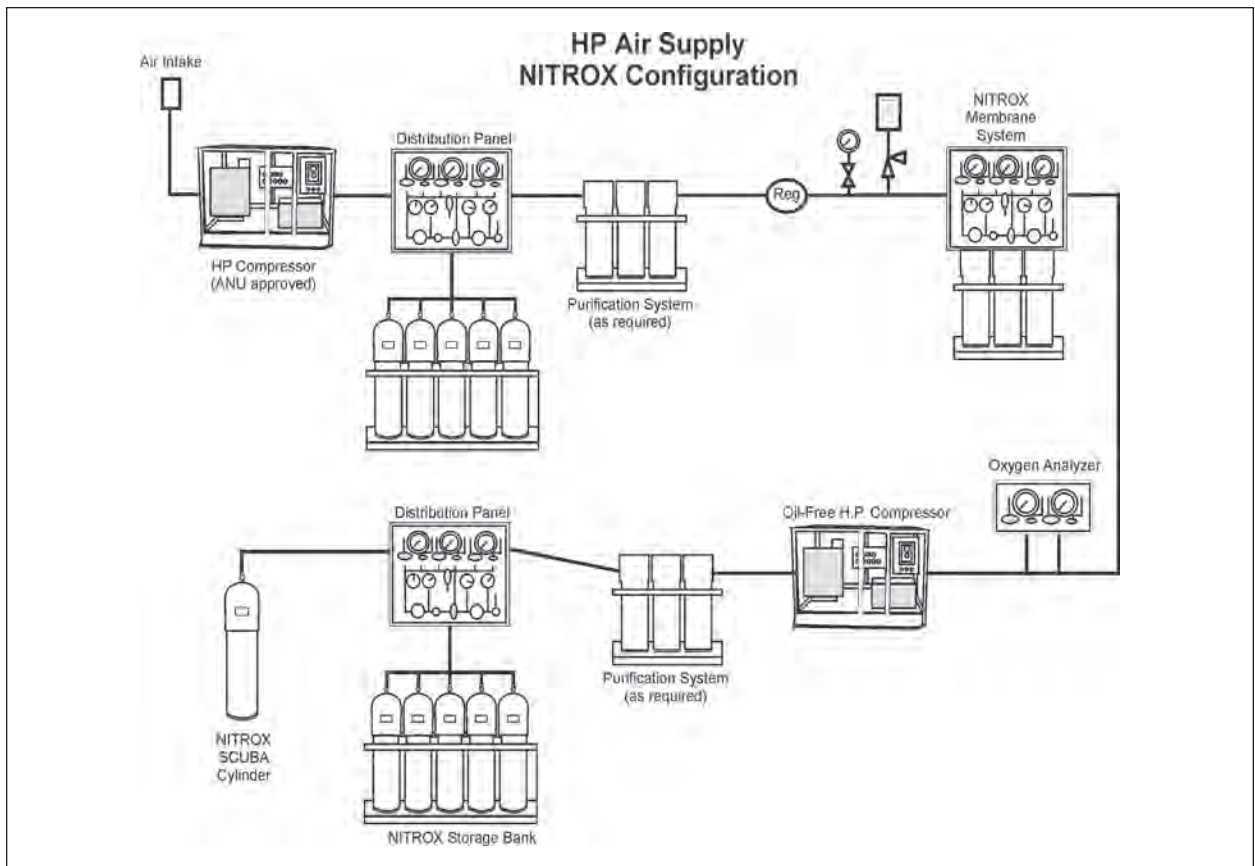 HP Air Supply
NITROX Configuration
Air Intake
Distribution Panel
NITROX
Membrane
System
Reg
HP Compressor
(ANU approved)
Purification System
(as required)
Oxygen Analyzer
Distribution Panel
Oil-Free H.P. Compressor
Purification System
(as required)
NITROX
SCUBA
Cylinder
NITROX Storage Bank